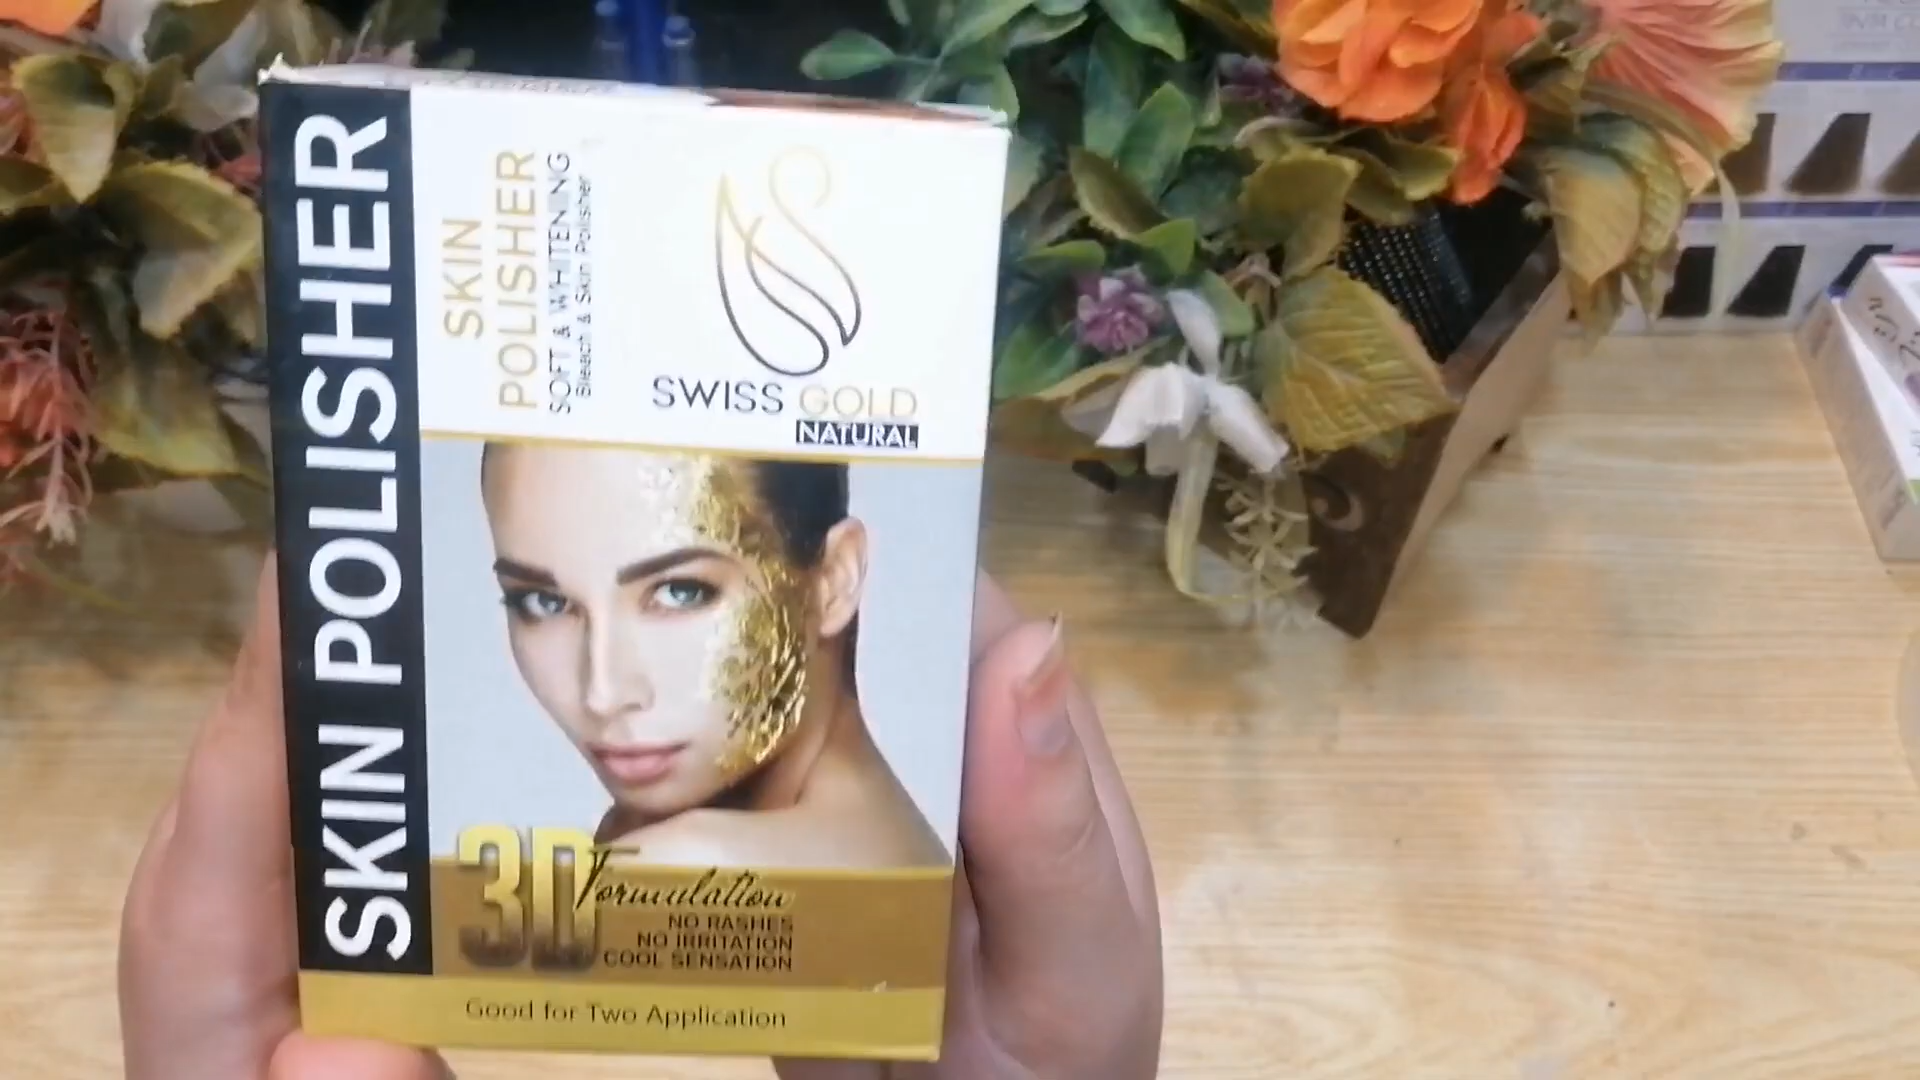 SKIN POLISHER
SKIN
POLISHER
SOFT & WHITENING
Bleach & Skin Polisher
SWISS GOLD
NATURAL
3D Formulation
NO RASHES
NO IRRITATION
COOL SENSATION
Good for Two Application